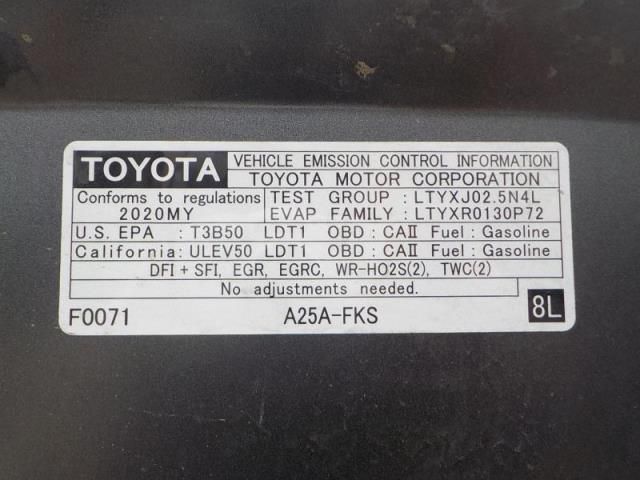 TOYOTA VEHICLE EMISSION CONTROL INFORMATION
TOYOTA MOTOR CORPORATION
Conforms to regulations TEST GROUP : LTYXJ02.5N4L
2020MY EVAP FAMILY : LTYXR0130P72
U.S. EPA : T3B50 LDT1 OBD : CAⅡ Fuel : Gasoline
California: ULEV50 LDT1 OBD : CAⅡ Fuel : Gasoline
DFI + SFI, EGR, EGRC, WR-HO2S(2), TWC(2)
No adjustments needed.
F0071 A25A-FKS 8L